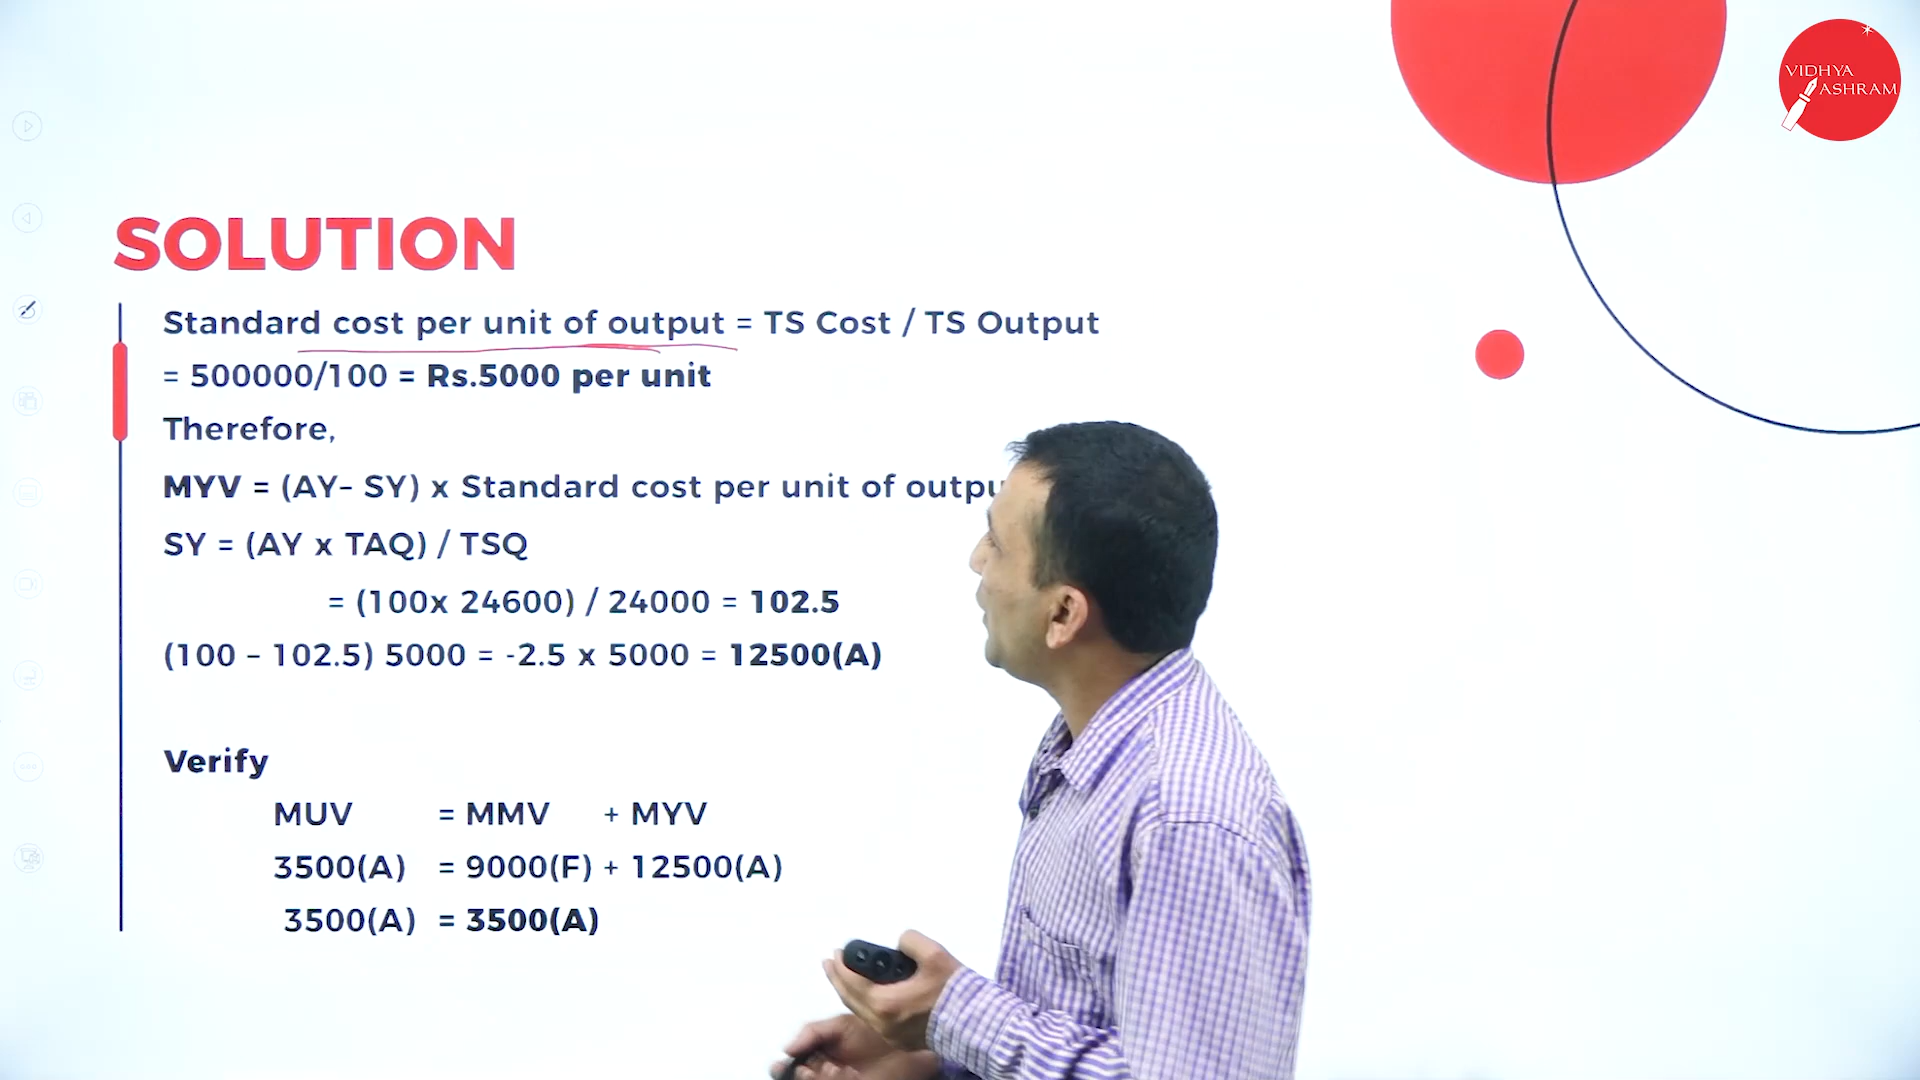 VIDHYA
ASHRAM
SOLUTION
Standard cost per unit of output = TS Cost / TS Output
= 500000/100 = Rs.5000 per unit
Therefore,
MYV = (AY– SY) x Standard cost per unit of
SY = (AY x TAQ) / TSQ
= (100x 24600) / 24000 = 102.5
(100 – 102.5) 5000 = -2.5 x 5000 = 12500(A)
Verify
MUV = MMV + MYV
3500(A) = 9000(F) + 12500(A)
3500(A) = 3500(A)